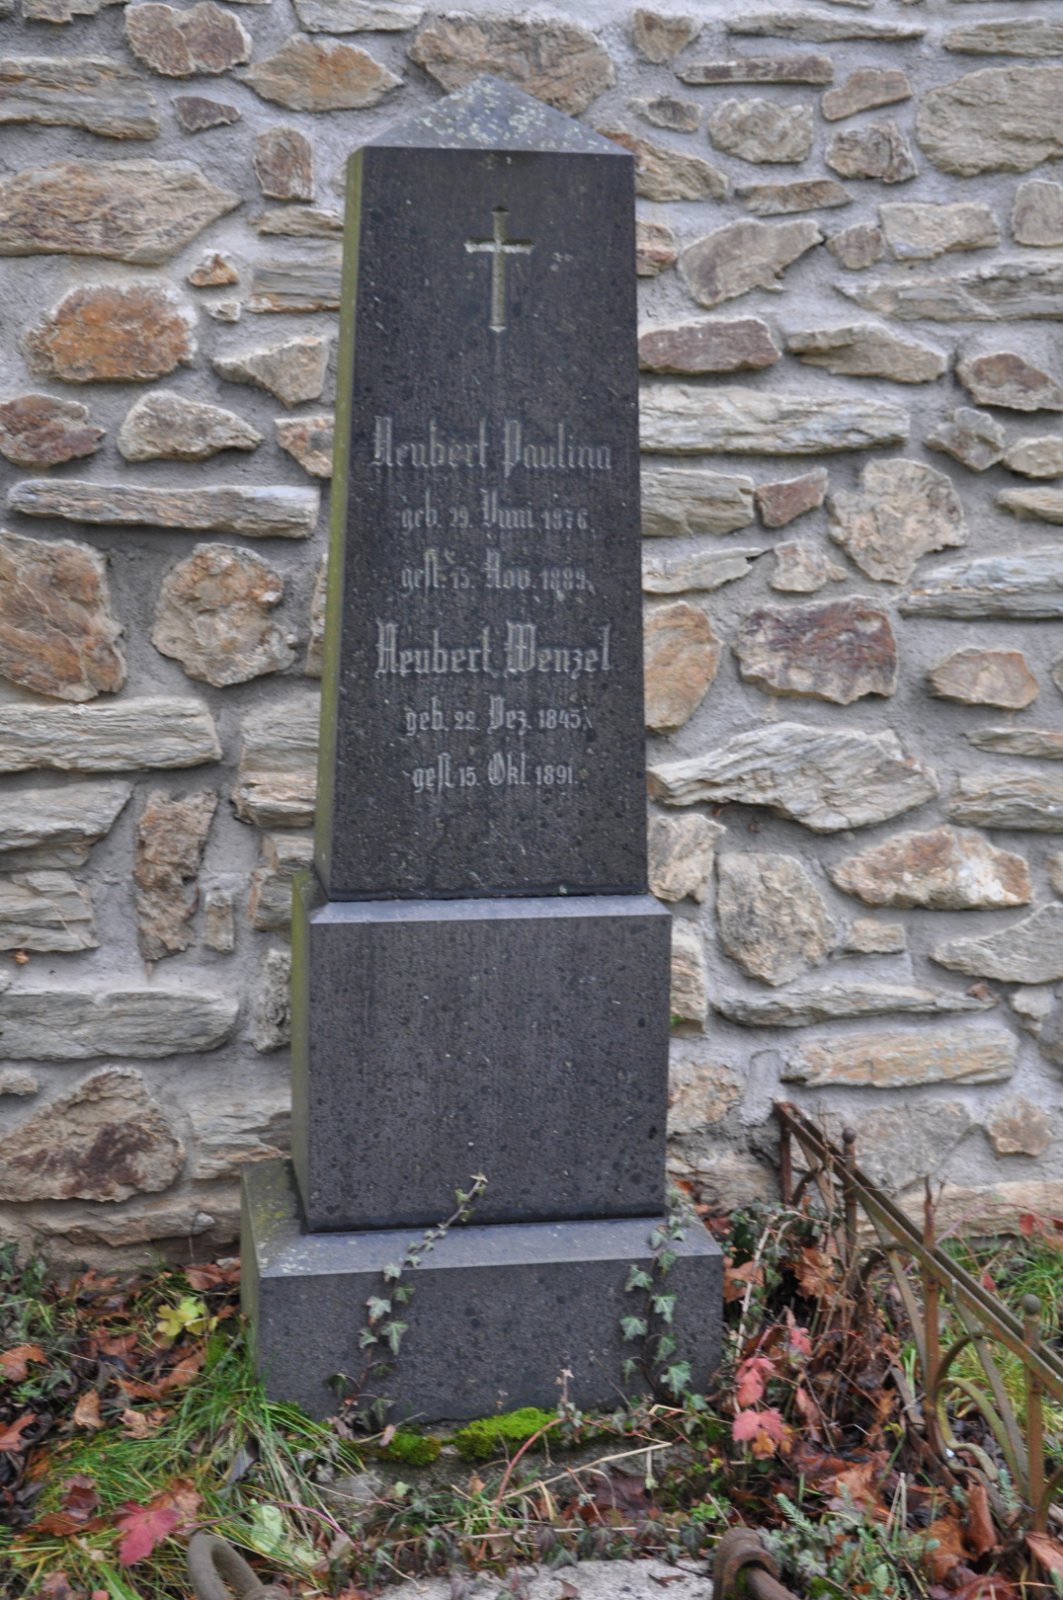 Neubert Paulina
geb. 29. Juni 1876.
gest. 15. Nov. 1889.
Neubert Wenzel
geb. 22. Dez. 1845.
gest. 15. Okt. 1891.